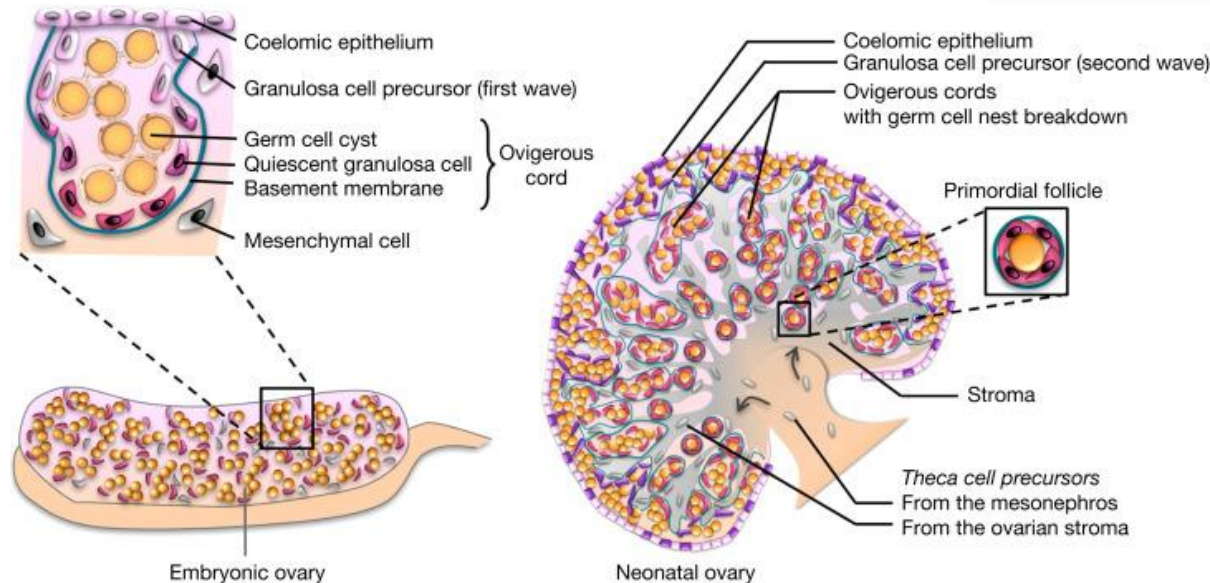 Coelomic epithelium
Granulosa cell precursor (first wave)
Germ cell cyst
Quiescent granulosa cell
Basement membrane
Ovigerous
cord
Mesenchymal cell
Embryonic ovary
Coelomic epithelium
Granulosa cell precursor (second wave)
Ovigerous cords
with germ cell nest breakdown
Primordial follicle
Stroma
Theca cell precursors
From the mesonephros
From the ovarian stroma
Neonatal ovary